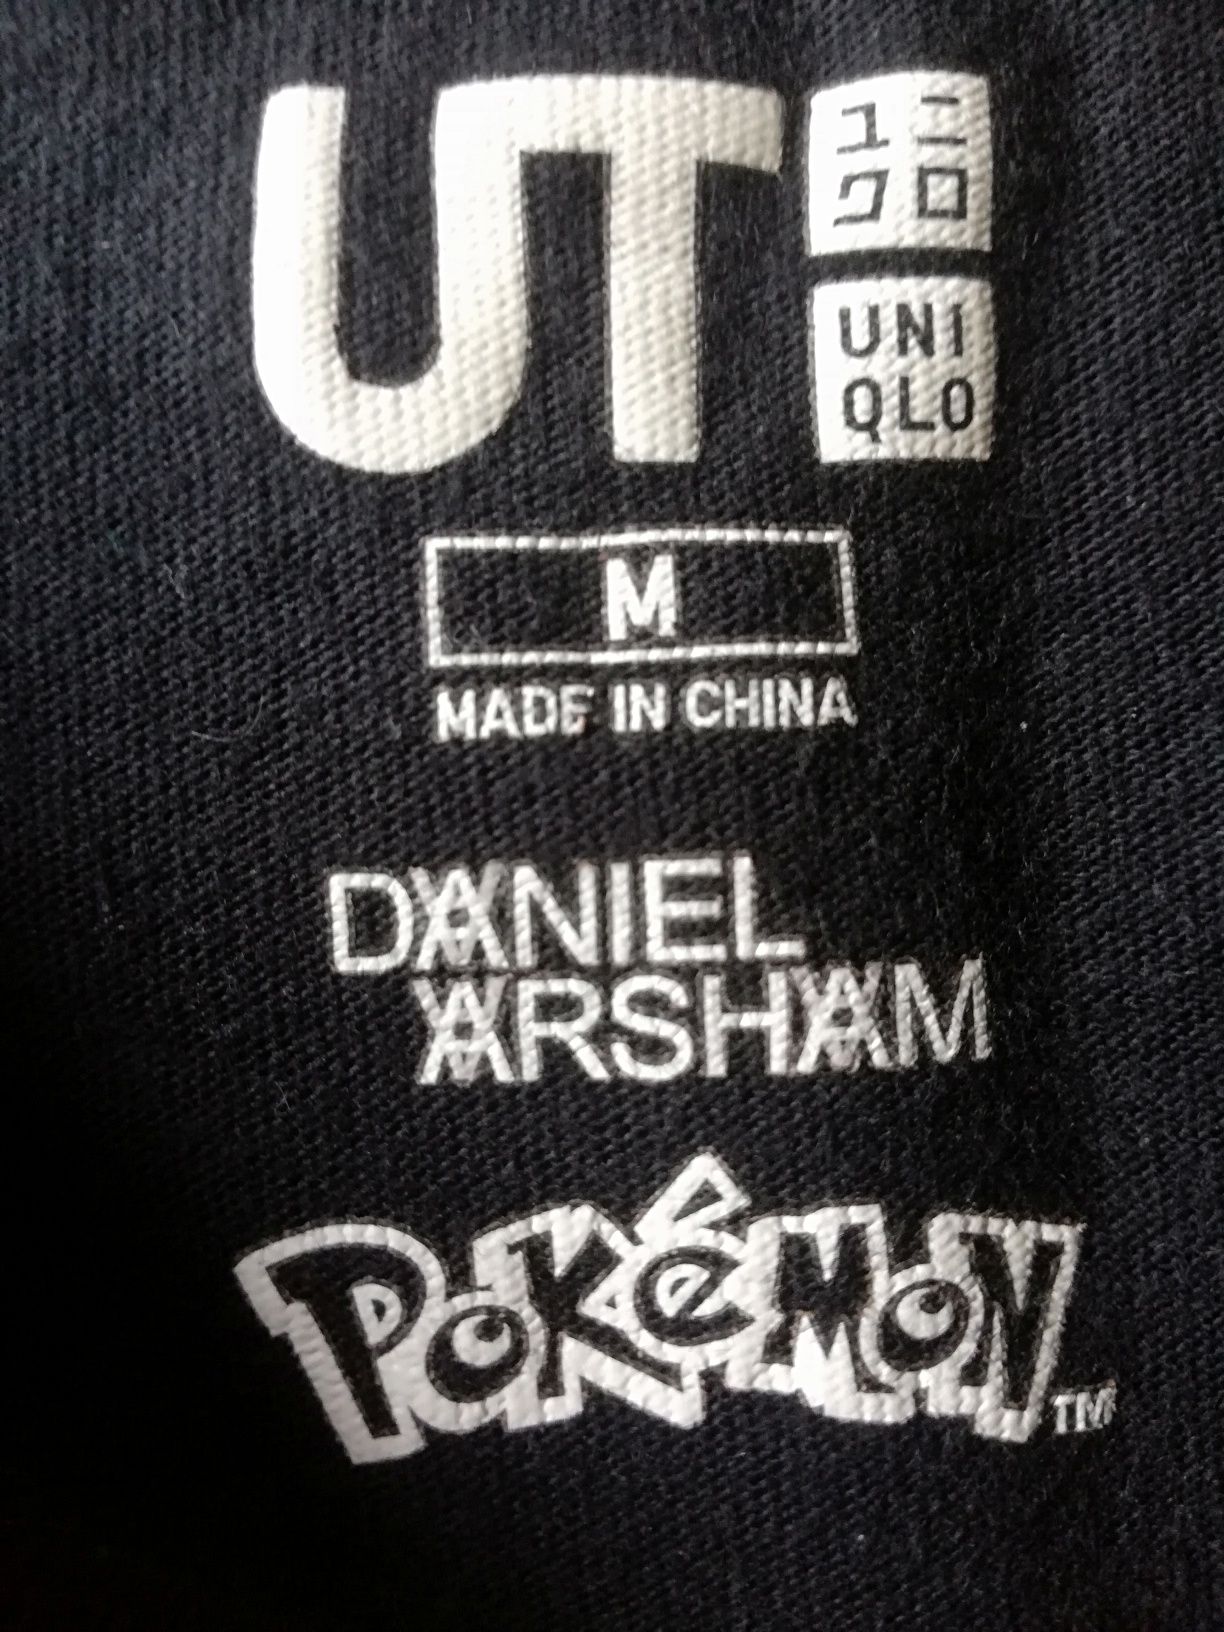 UT
ユニ
クロ
UNI
QLO
M
MADE IN CHINA
DANIEL
ARSHAM
POKéMON
TM